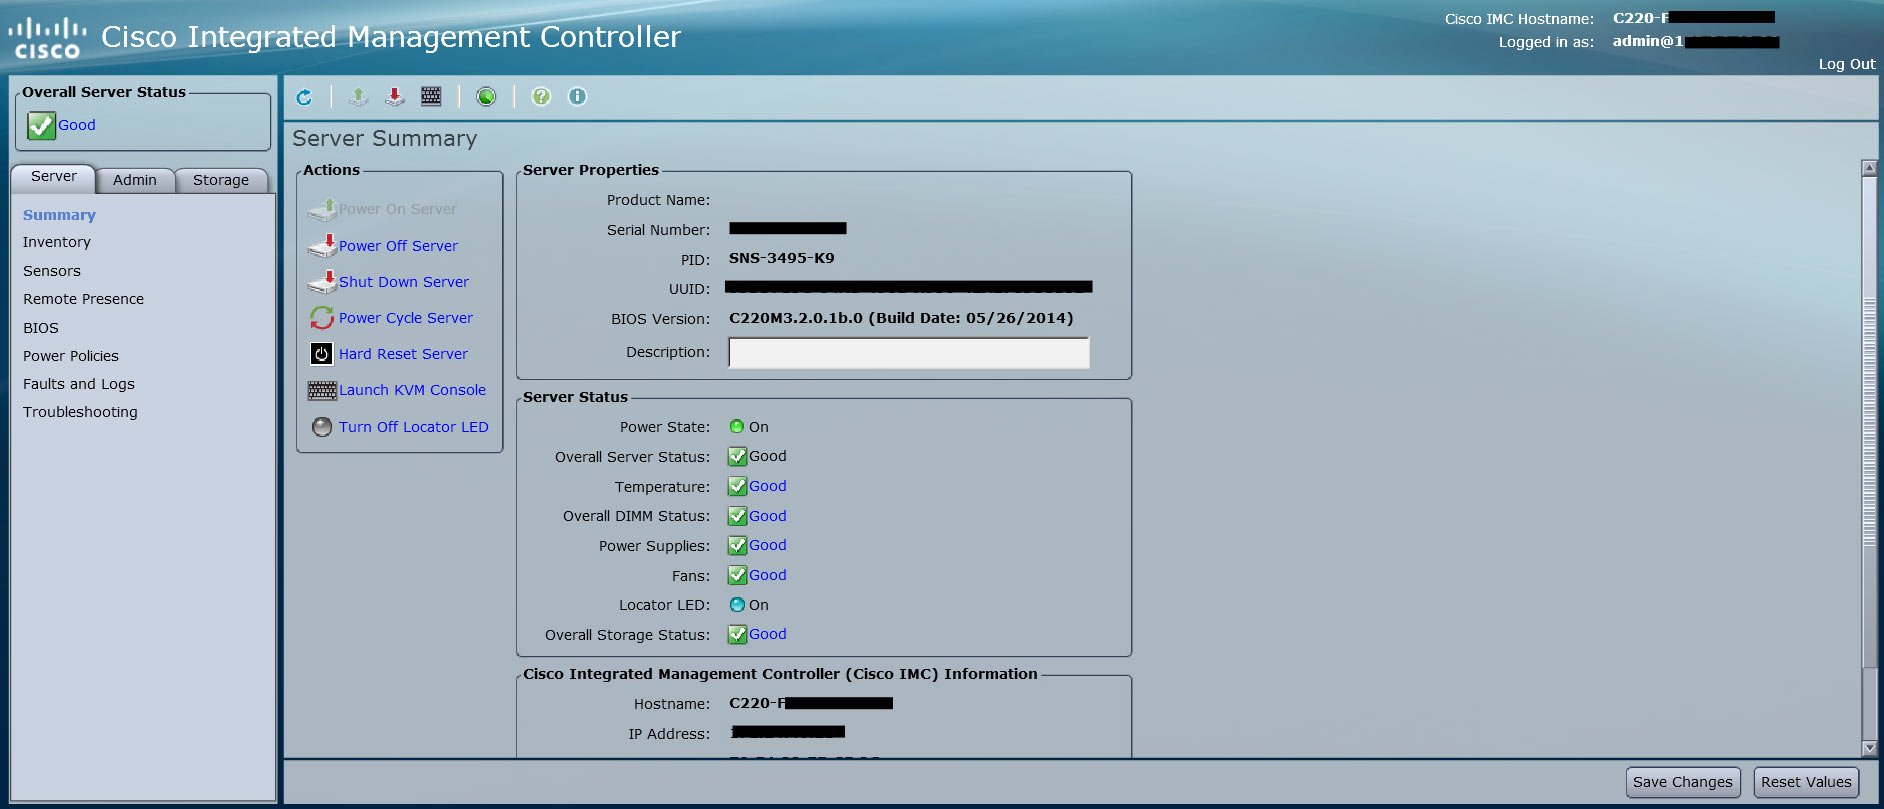 Cisco IMC Hostname: C220-F
CISCO Cisco Integrated Management Controller
Logged in as: admin@1
Log Out
Overall Server Status
Good
Server Admin Storage
Summary
Inventory
Sensors
Remote Presence
BIOS
Power Policies
Faults and Logs
Troubleshooting
Server Summary
Actions
Power On Server
Power Off Server
Shut Down Server
Power Cycle Server
Hard Reset Server
Launch KVM Console
Turn Off Locator LED
Server Properties
Product Name:
Serial Number:
PID: SNS-3495-K9
UUID:
BIOS Version: C220M3.2.0.1b.0 (Build Date: 05/26/2014)
Description:
Server Status
Power State: On
Overall Server Status: Good
Temperature: Good
Overall DIMM Status: Good
Power Supplies: Good
Fans: Good
Locator LED: On
Overall Storage Status: Good
Cisco Integrated Management Controller (Cisco IMC) Information
Hostname: C220-F
IP Address:
Save Changes Reset Values